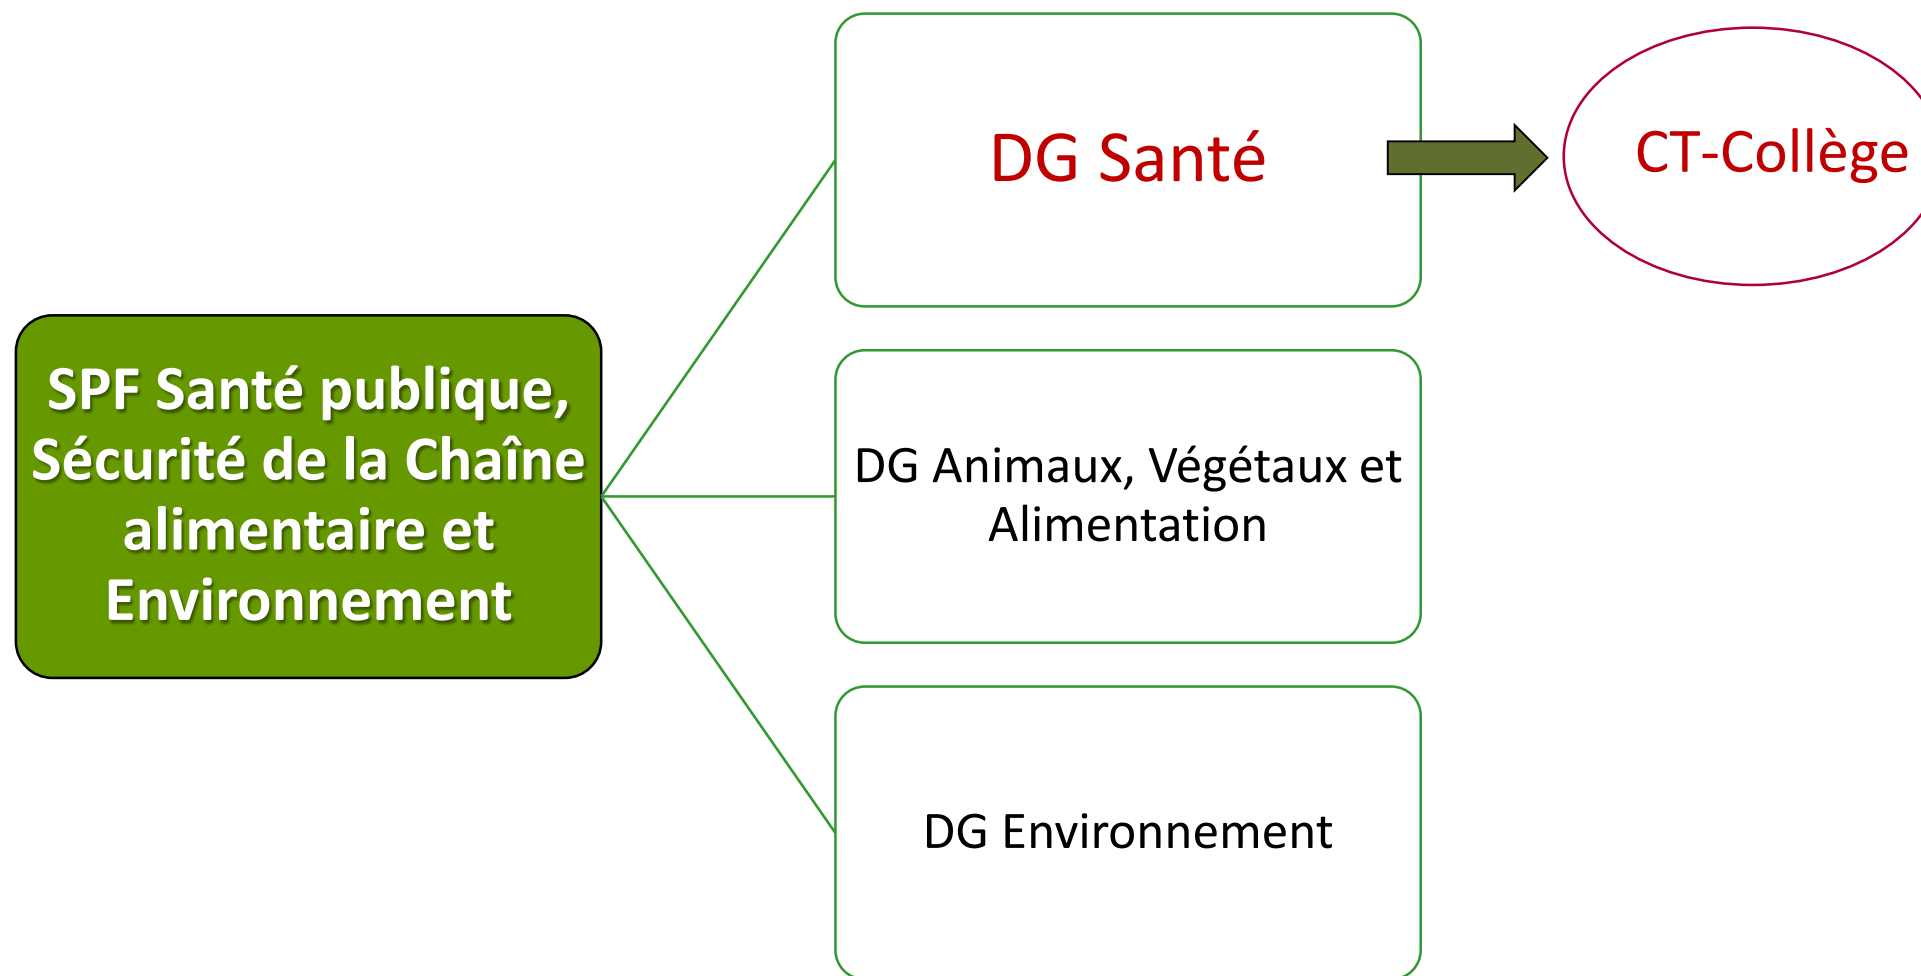 SPF Santé publique,
Sécurité de la Chaîne
alimentaire et
Environnement
DG Santé
CT-Collège
DG Animaux, Végétaux et
Alimentation
DG Environnement